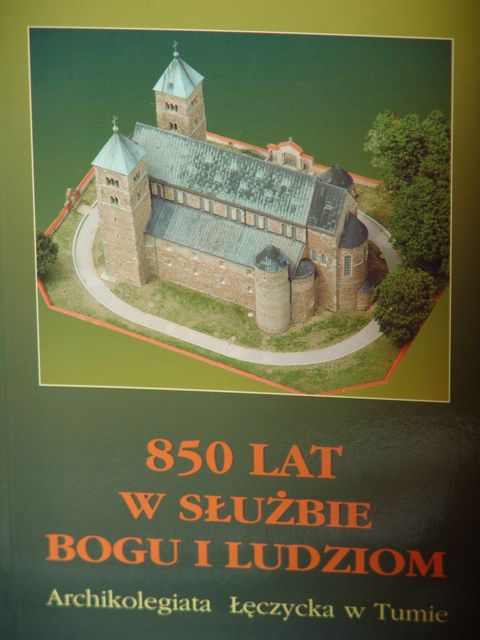 850 LAT
W SŁUŻBIE
BOGU I LUDZIOM
Archikolegiata Łęczycka w Tumie